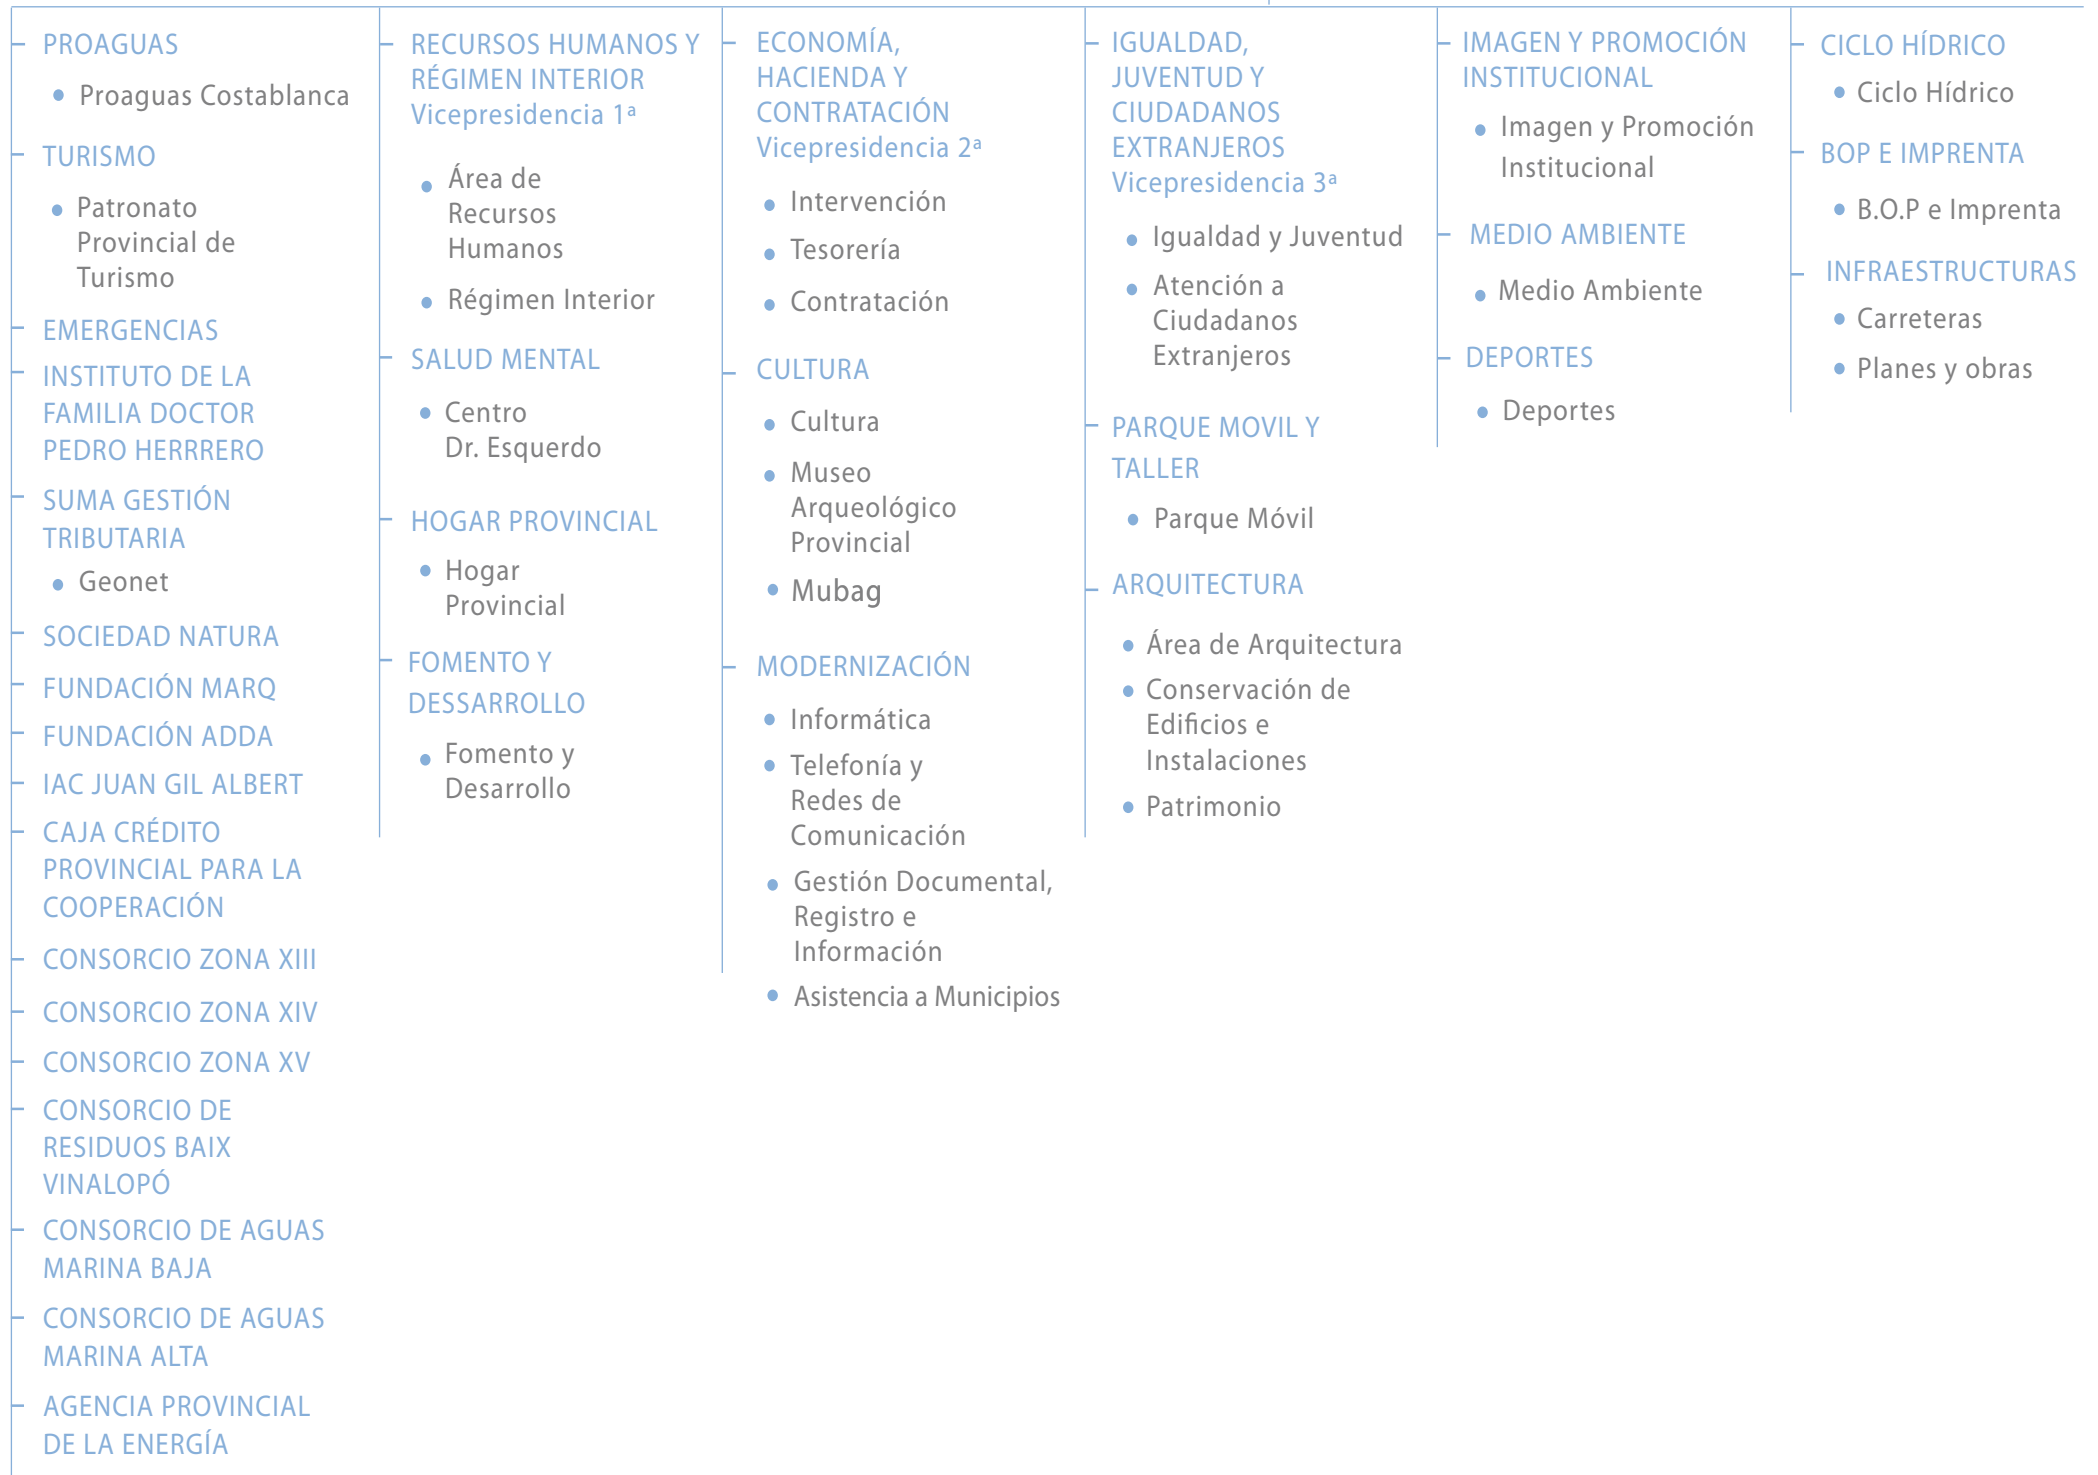 PROAGUAS
Proaguas Costablanca
TURISMO
Patronato
Provincial de
Turismo
EMERGENCIAS
INSTITUTO DE LA
FAMILIA DOCTOR
PEDRO HERRRERO
SUMA GESTIÓN
TRIBUTARIA
Geonet
SOCIEDAD NATURA
FUNDACIÓN MARQ
FUNDACIÓN ADDA
IAC JUAN GIL ALBERT
CAJA CRÉDITO
PROVINCIAL PARA LA
COOPERACIÓN
CONSORCIO ZONA XIII
CONSORCIO ZONA XIV
CONSORCIO ZONA XV
CONSORCIO DE
RESIDUOS BAIX
VINALOPÓ
CONSORCIO DE AGUAS
MARINA BAJA
CONSORCIO DE AGUAS
MARINA ALTA
AGENCIA PROVINCIAL
DE LA ENERGÍA
RECURSOS HUMANOS Y
RÉGIMEN INTERIOR
Vicepresidencia 1ª
Área de
Recursos
Humanos
Régimen Interior
SALUD MENTAL
Centro
Dr. Esquerdo
HOGAR PROVINCIAL
Hogar
Provincial
FOMENTO Y
DESSARROLLO
Fomento y
Desarrollo
ECONOMÍA,
HACIENDA Y
CONTRATACIÓN
Vicepresidencia 2ª
Intervención
Tesorería
Contratación
CULTURA
Cultura
Museo
Arqueológico
Provincial
Mubag
MODERNIZACIÓN
Informática
Telefonía y
Redes de
Comunicación
Gestión Documental,
Registro e
Información
Asistencia a Municipios
IGUALDAD,
JUVENTUD Y
CIUDADANOS
EXTRANJEROS
Vicepresidencia 3ª
Igualdad y Juventud
Atención a
Ciudadanos
Extranjeros
PARQUE MOVIL Y
TALLER
Parque Móvil
ARQUITECTURA
Área de Arquitectura
Conservación de
Edificios e
Instalaciones
Patrimonio
IMAGEN Y PROMOCIÓN
INSTITUCIONAL
Imagen y Promoción
Institucional
MEDIO AMBIENTE
Medio Ambiente
DEPORTES
Deportes
CICLO HÍDRICO
Ciclo Hídrico
BOP E IMPRENTA
B.O.P e Imprenta
INFRAESTRUCTURAS
Carreteras
Planes y obras